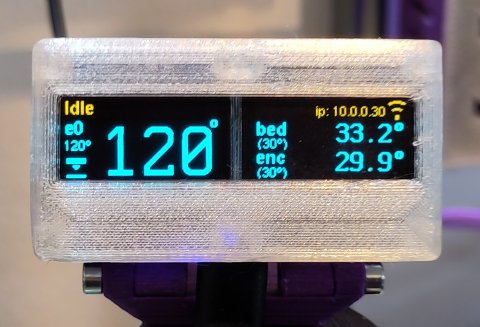 Idle
e0
120°
120°
ip: 10.0.0.30
bed
(30°)
33.2°
enc
(30°)
29.9°